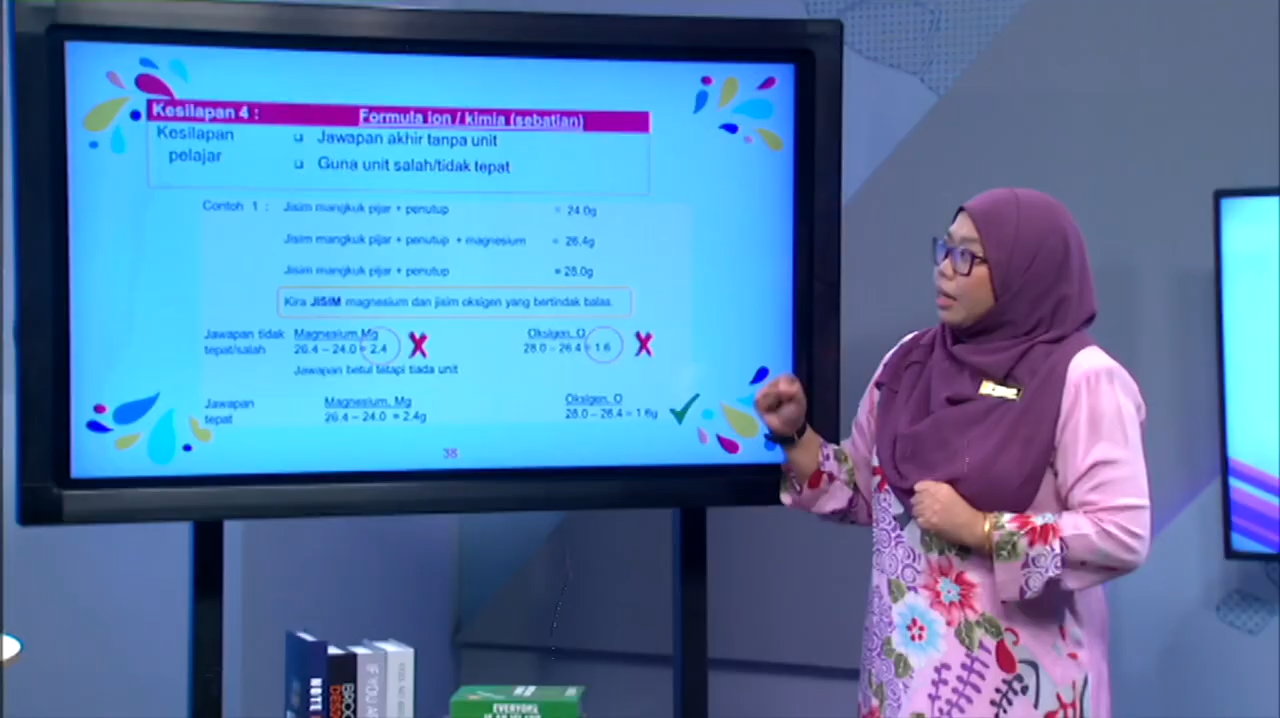 Kesilapan 4 : Formula ion / kimia (sebatian)
Kesilapan pelajar
❑ Jawapan akhir tanpa unit
❑ Guna unit salah/tidak tepat
Contoh 1 : Jisim mangkuk pijar + penutup = 24.0g
Jisim mangkuk pijar + penutup + magnesium = 26.4g
Jisim mangkuk pijar + penutup = 28.0g
Kira JISIM magnesium dan jisim oksigen yang bertindak balas.
Jawapan tidak tepat/salah
Magnesium,Mg
26.4 – 24.0 = 2.4 X
Oksigen, O
28.0 – 26.4 = 1.6 X
Jawapan betul tetapi tiada unit
Jawapan tepat
Magnesium, Mg
26.4 – 24.0 = 2.4g
Oksigen, O
28.0 – 26.4 = 1.6g
38
NOTE
IF YOU
EVERYDAY